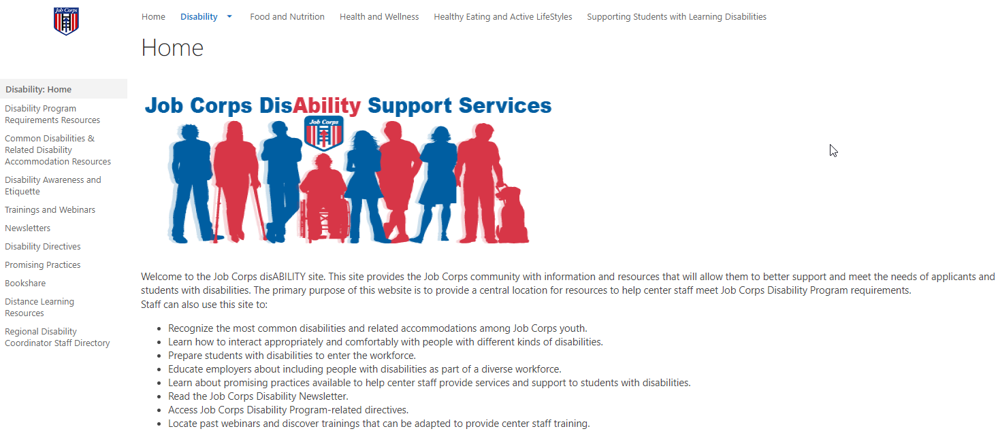 Job Corps
Home
Disability
Food and Nutrition
Health and Wellness
Healthy Eating and Active LifeStyles
Supporting Students with Learning Disabilities
Home
Disability: Home
Disability Program
Requirements Resources
Common Disabilities &
Related Disability
Accommodation Resources
Disability Awareness and
Etiquette
Trainings and Webinars
Newsletters
Disability Directives
Promising Practices
Bookshare
Distance Learning
Resources
Regional Disability
Coordinator Staff Directory
Job Corps DisAbility Support Services
Job Corps
Welcome to the Job Corps disABILITY site. This site provides the Job Corps community with information and resources that will allow them to better support and meet the needs of applicants and
students with disabilities. The primary purpose of this website is to provide a central location for resources to help center staff meet Job Corps Disability Program requirements.
Staff can also use this site to:
• Recognize the most common disabilities and related accommodations among Job Corps youth.
• Learn how to interact appropriately and comfortably with people with different kinds of disabilities.
• Prepare students with disabilities to enter the workforce.
• Educate employers about including people with disabilities as part of a diverse workforce.
• Learn about promising practices available to help center staff provide services and support to students with disabilities.
• Read the Job Corps Disability Newsletter.
• Access Job Corps Disability Program-related directives.
• Locate past webinars and discover trainings that can be adapted to provide center staff training.